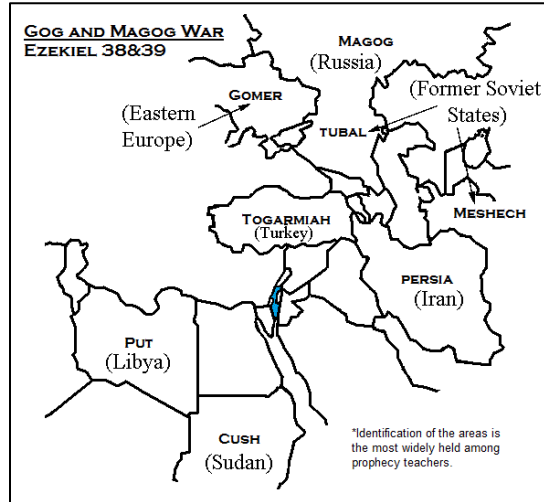 GOG AND MAGOG WAR
EZEKIEL 38&39
MAGOG
(Russia)
GOMER
(Eastern
Europe)
(Former Soviet
States)
TUBAL
MESHECH
TOGARMIAH
(Turkey)
PERSIA
(Iran)
PUT
(Libya)
CUSH
(Sudan)
*Identification of the areas is
the most widely held among
prophecy teachers.